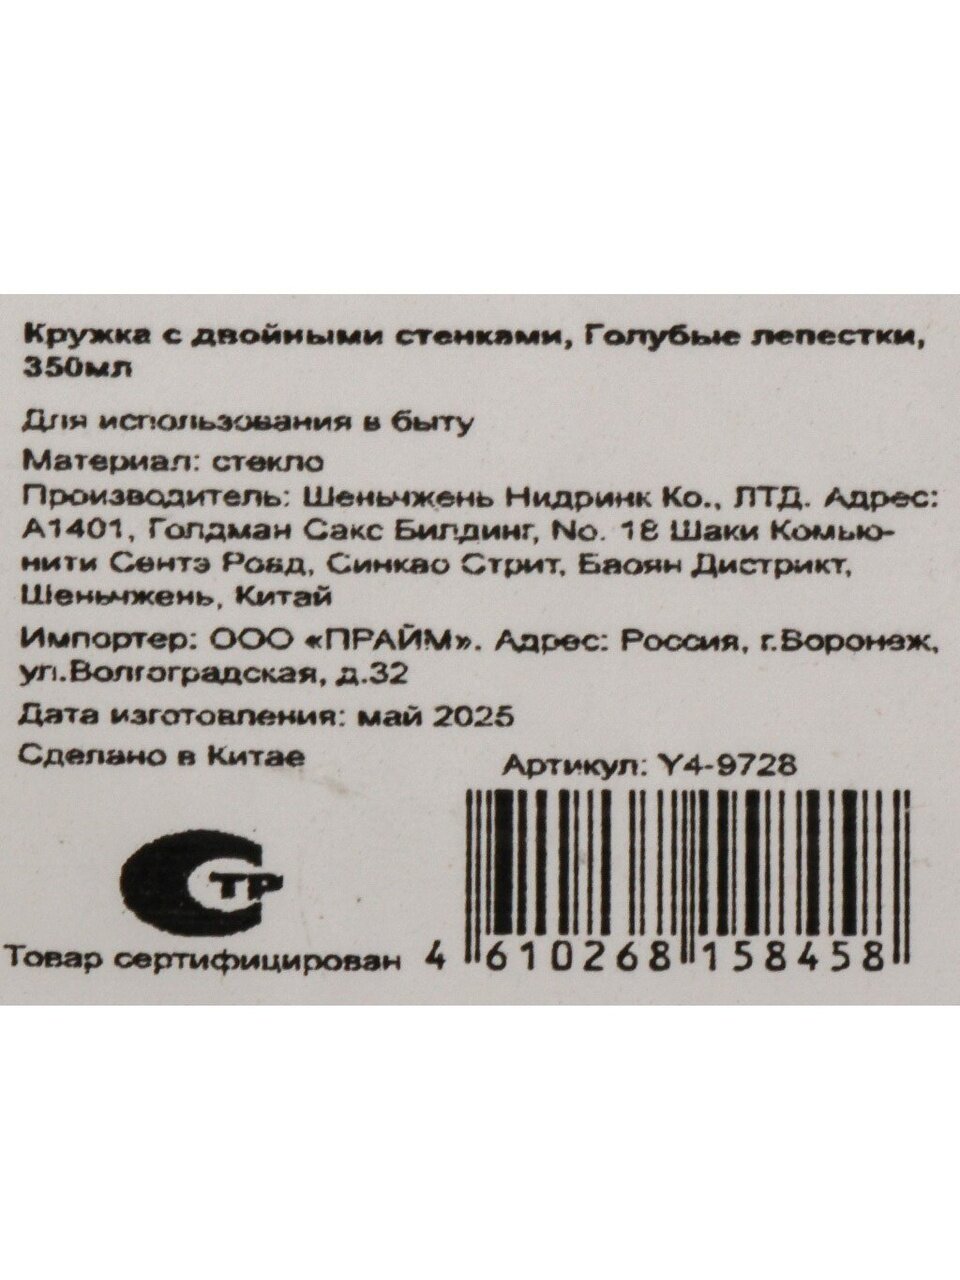 Кружка с двойными стенками, Голубые лепестки,
350мл
Для использования в быту
Материал: стекло
Производитель: Шеньчжень Нидринк Ко., ЛТД. Адрес:
А1401, Голдман Сакс Билдинг, No. 18 Шаки Комью-
нити Сентэ Роад, Синкао Стрит, Баоян Дистрикт,
Шеньчжень, Китай
Импортер: ООО «ПРАЙМ». Адрес: Россия, г.Воронеж,
ул.Волгоградская, д.32
Дата изготовления: май 2025
Сделано в Китае
Артикул: Y4-9728
СТР
Товар сертифицирован
4 610268 158458